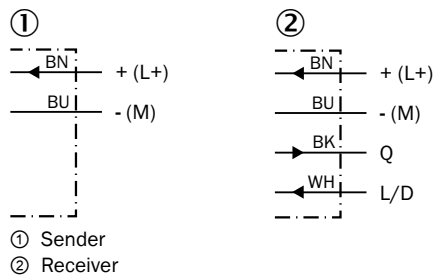 ① ②
BN + (L+) BN + (L+)
BU - (M) BU - (M)
BK Q
WH L/D
① Sender
② Receiver